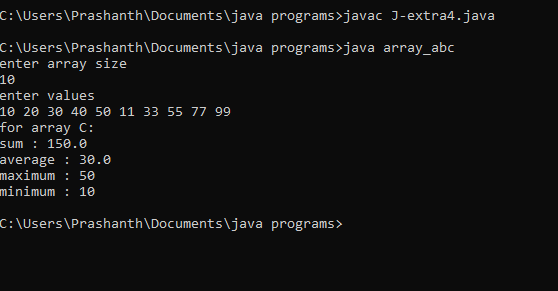 C:\Users\Prashanth\Documents\java programs>javac J-extra4.java
C:\Users\Prashanth\Documents\java programs>java array_abc
enter array size
10
enter values
10 20 30 40 50 11 33 55 77 99
for array C:
sum : 150.0
average : 30.0
maximum : 50
minimum : 10
C:\Users\Prashanth\Documents\java programs>